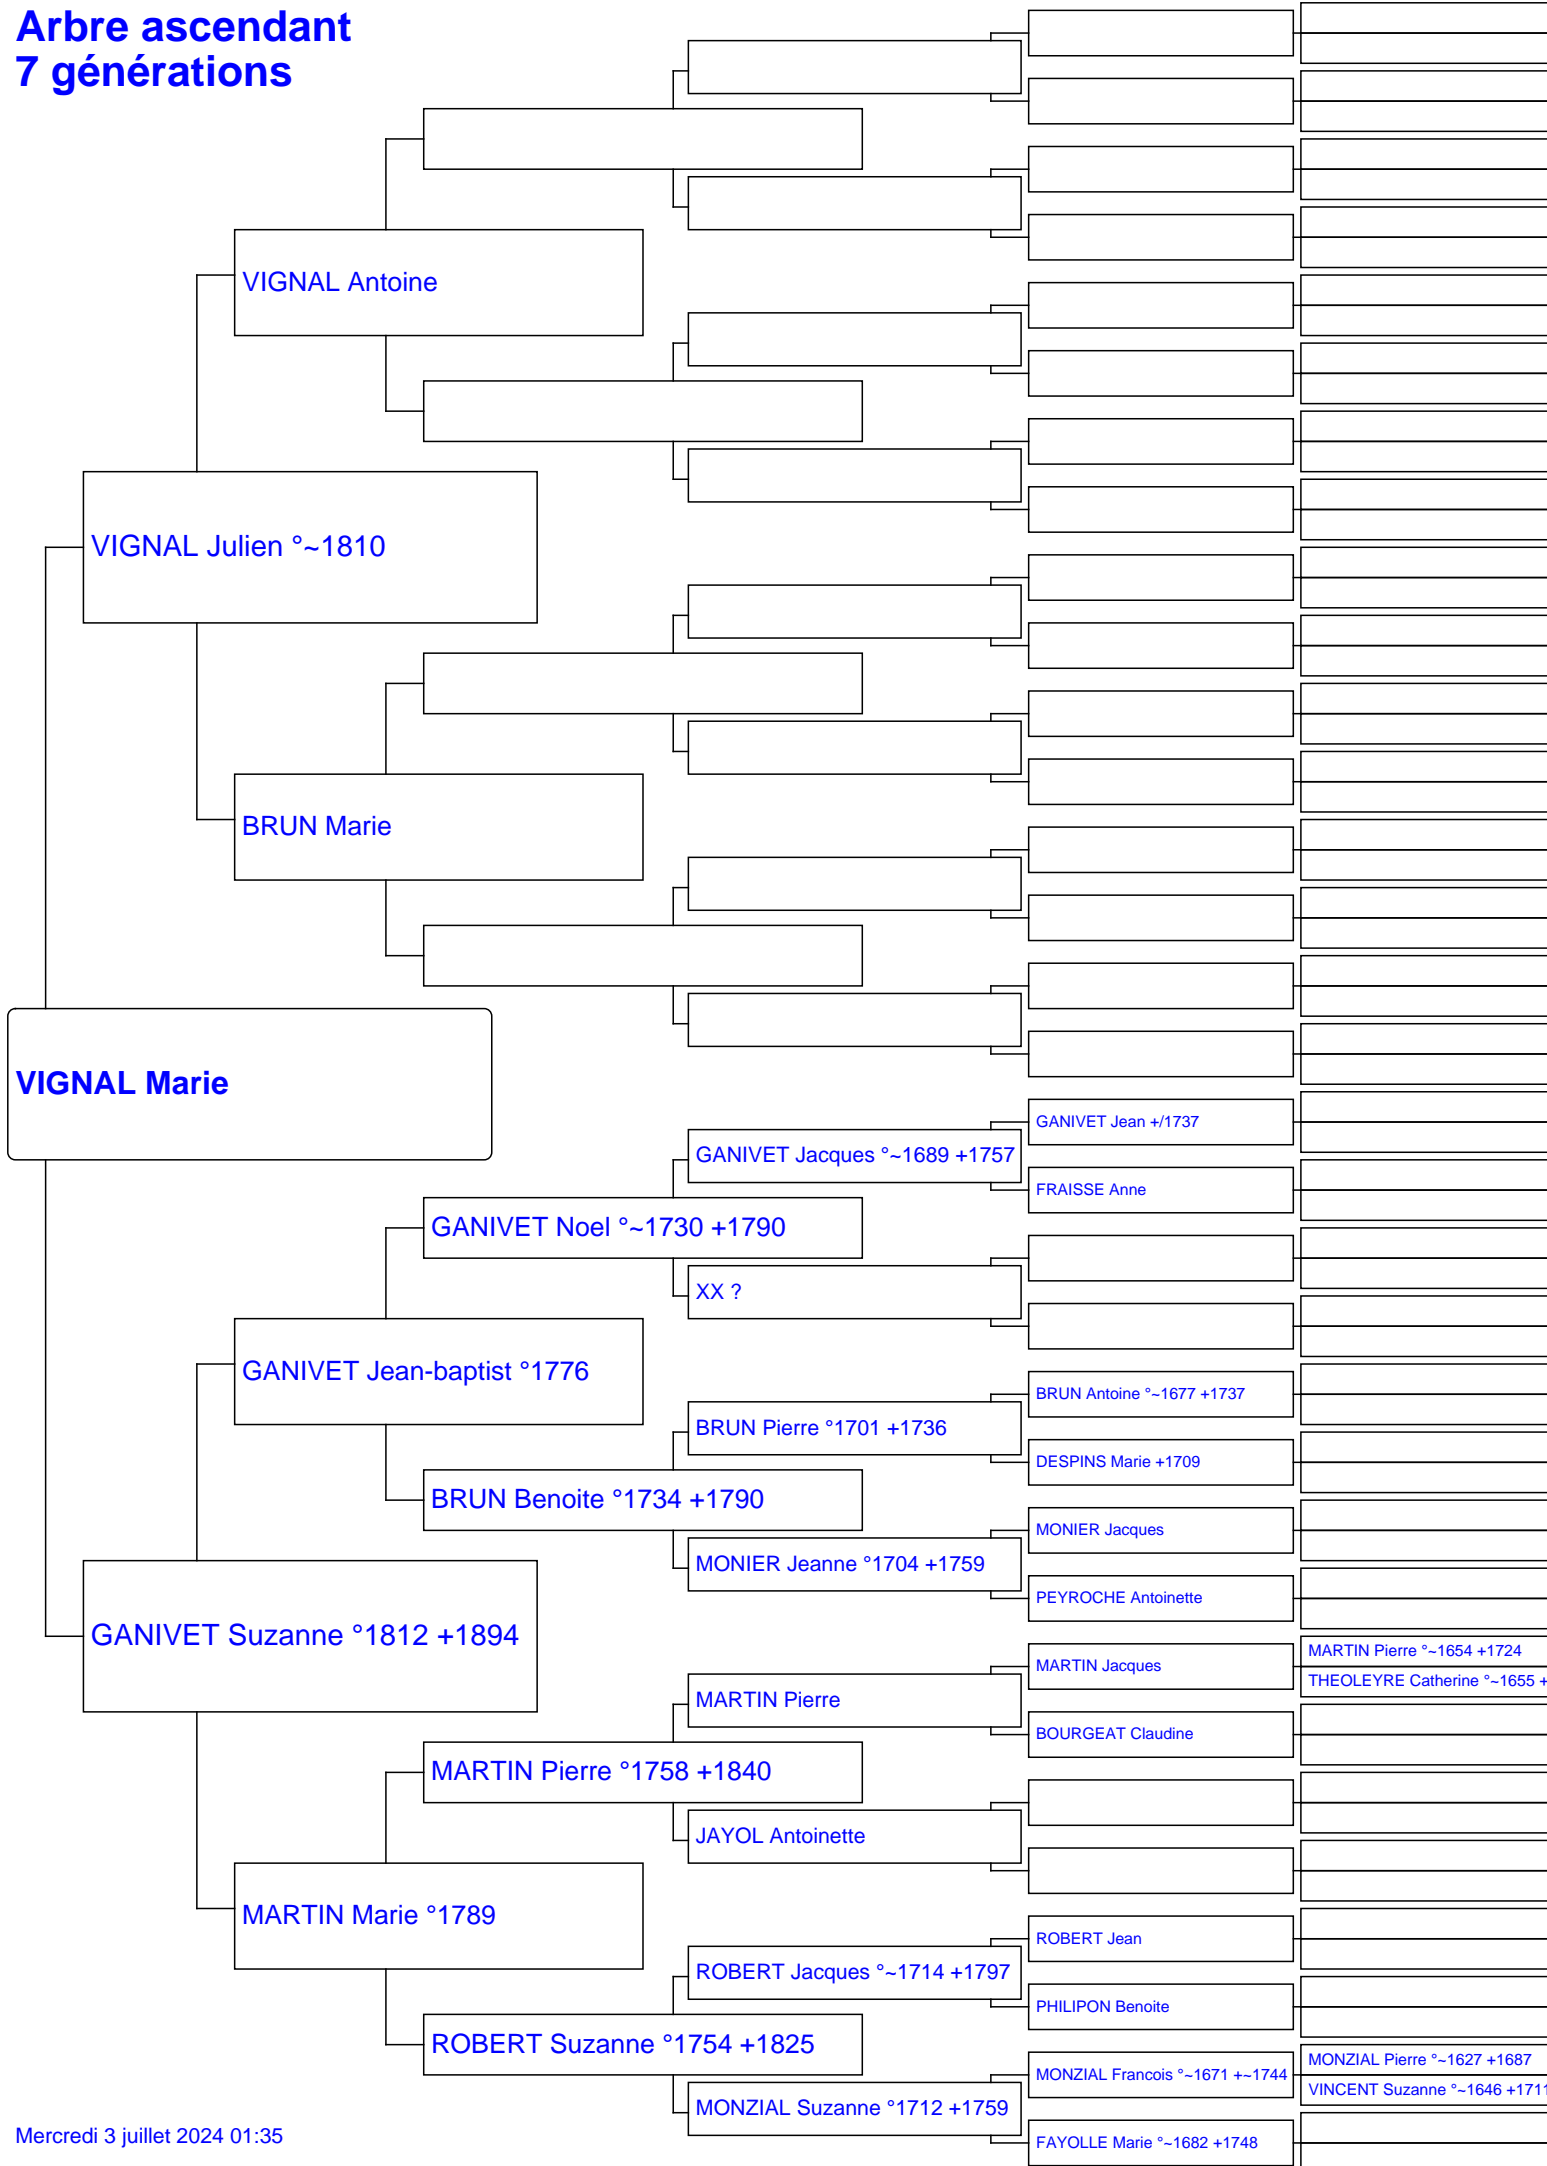 Arbre ascendant
7 générations
VIGNAL Antoine
VIGNAL Julien °~1810
BRUN Marie
VIGNAL Marie
GANIVET Jean +/1737
GANIVET Jacques °~1689 +1757
FRAISSE Anne
GANIVET Noel °~1730 +1790
XX ?
GANIVET Jean-baptist °1776
BRUN Antoine °~1677 +1737
BRUN Pierre °1701 +1736
DESPINS Marie +1709
BRUN Benoite °1734 +1790
MONIER Jacques
MONIER Jeanne °1704 +1759
PEYROCHE Antoinette
GANIVET Suzanne °1812 +1894
MARTIN Pierre °~1654 +1724
MARTIN Jacques
THEOLEYRE Catherine °~1655 +
MARTIN Pierre
BOURGEAT Claudine
MARTIN Pierre °1758 +1840
JAYOL Antoinette
MARTIN Marie °1789
ROBERT Jean
ROBERT Jacques °~1714 +1797
PHILIPON Benoite
ROBERT Suzanne °1754 +1825
MONZIAL Pierre °~1627 +1687
MONZIAL Francois °~1671 +~1744
VINCENT Suzanne °~1646 +1711
MONZIAL Suzanne °1712 +1759
FAYOLLE Marie °~1682 +1748
Mercredi 3 juillet 2024 01:35